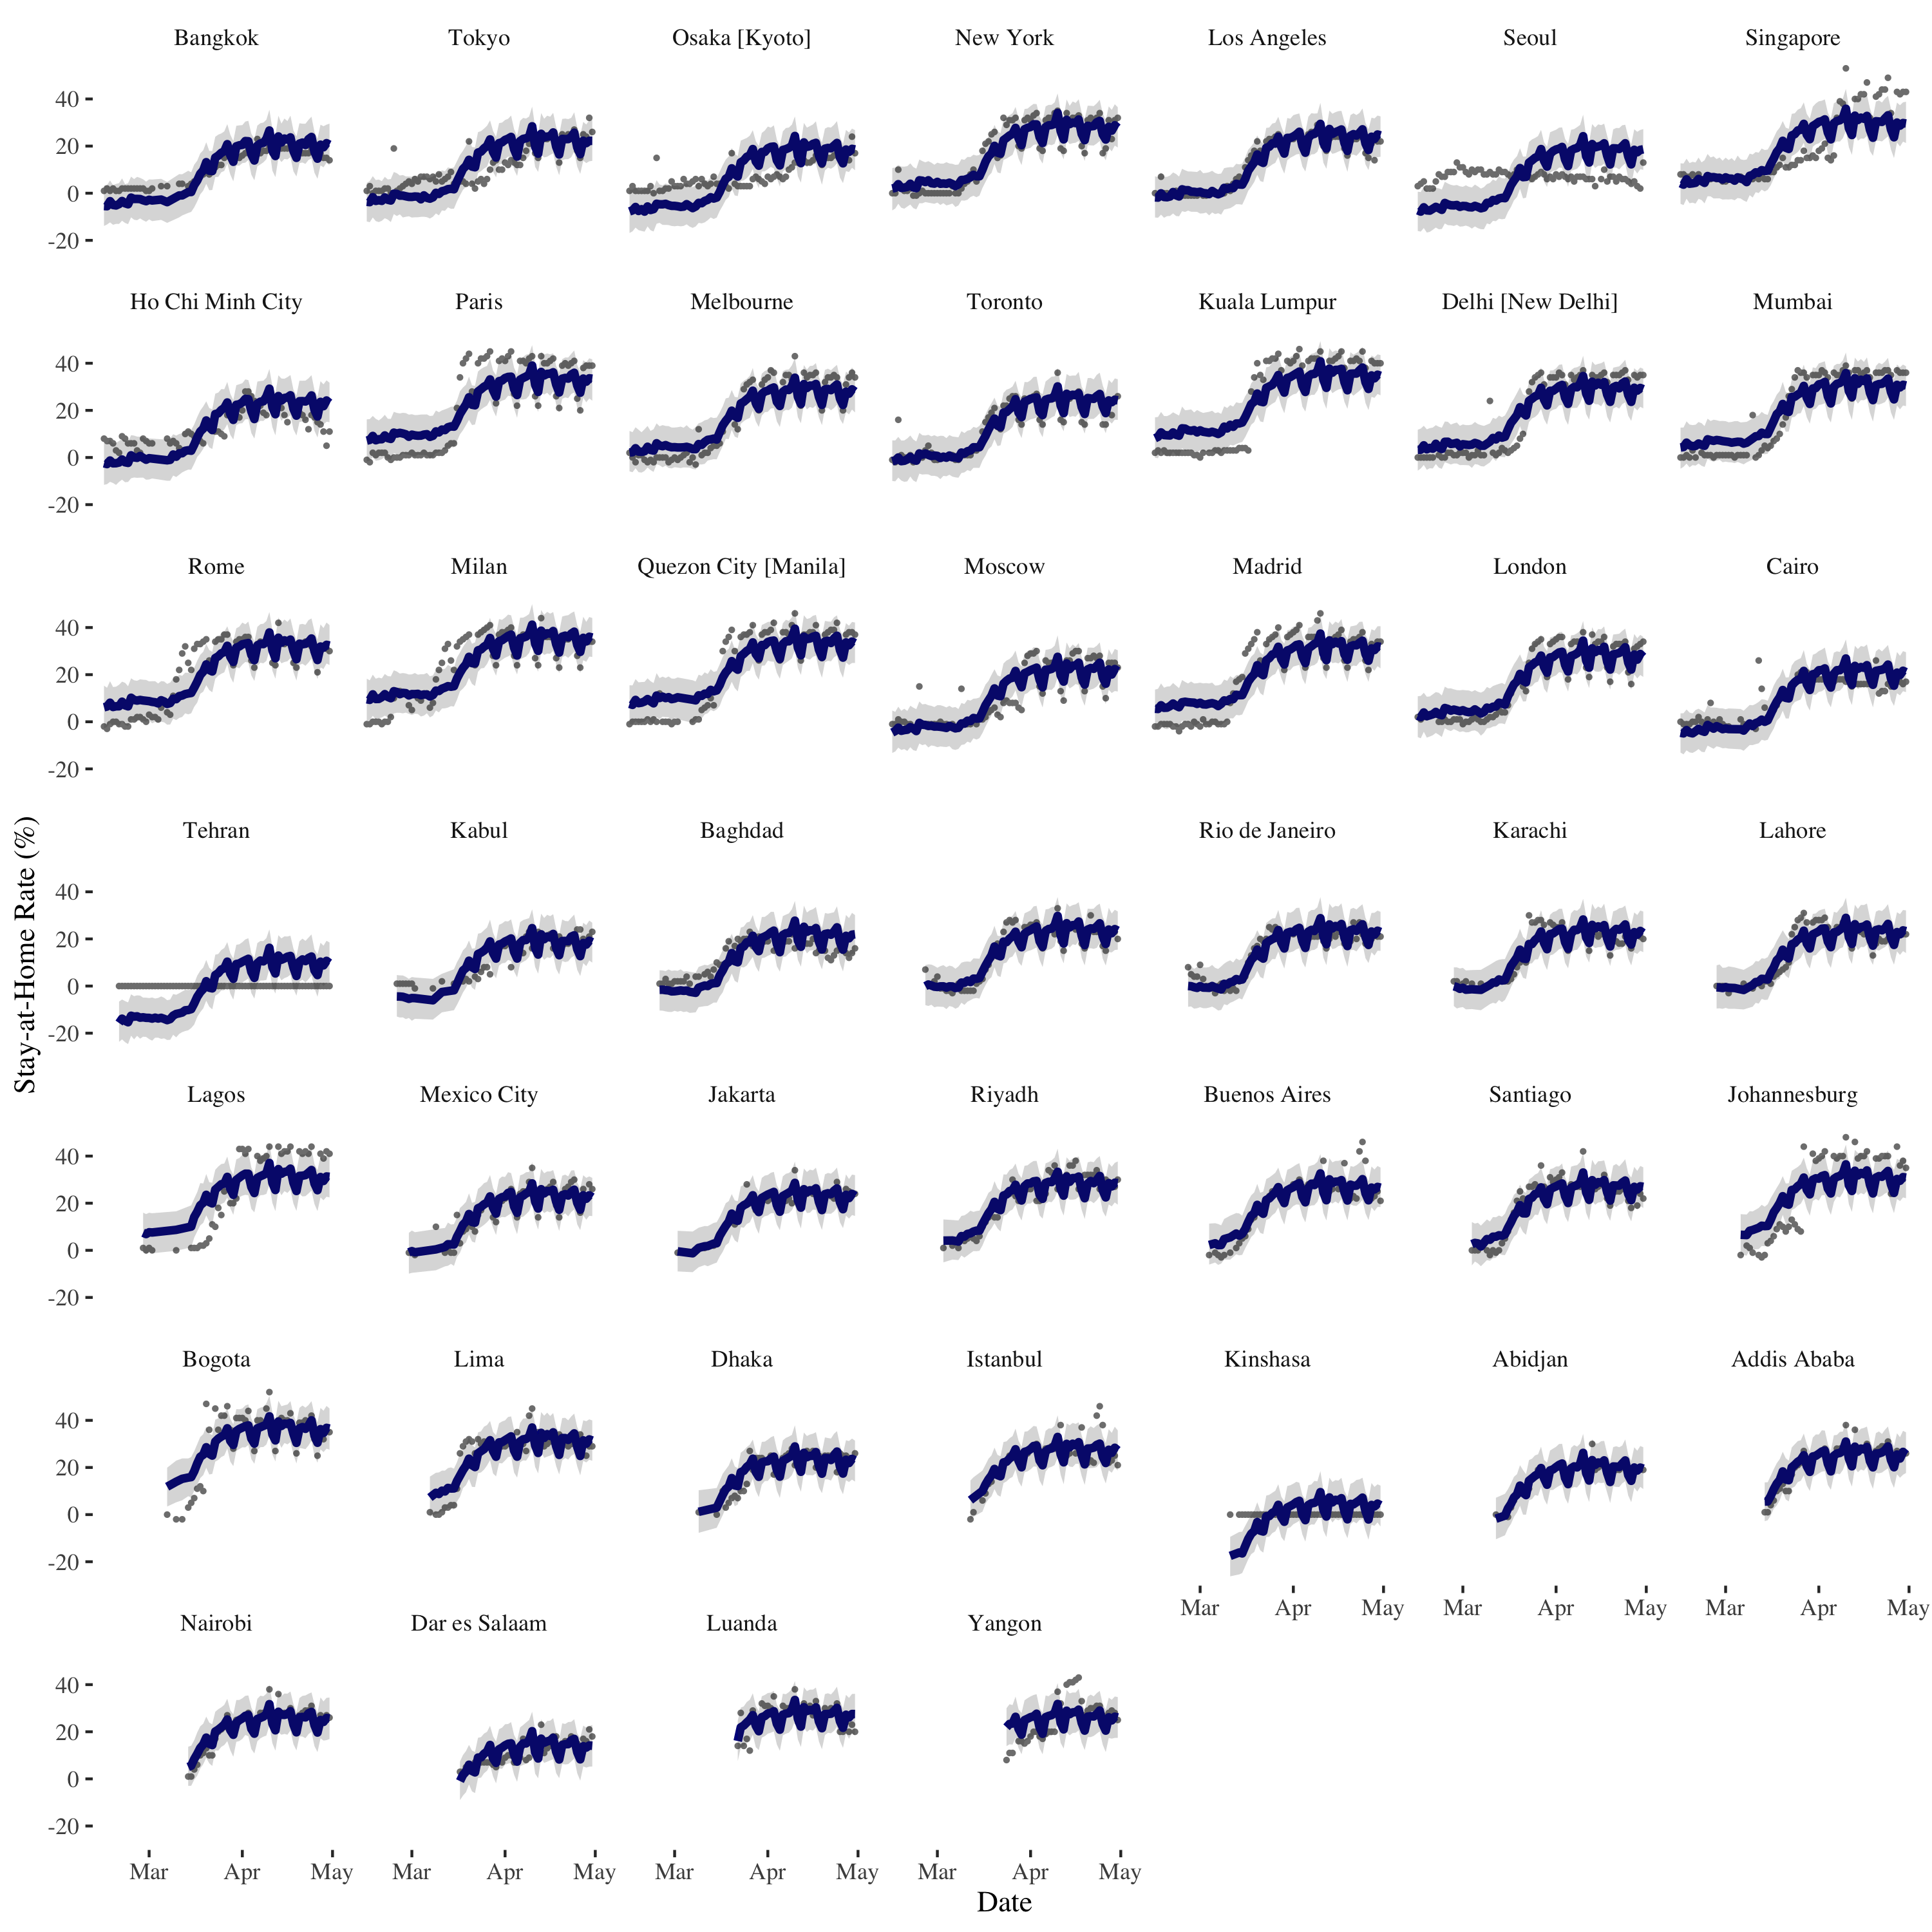 Bangkok Tokyo Osaka [Kyoto] New York Los Angeles Seoul Singapore
40
20
0
-20
Ho Chi Minh City Paris Melbourne Toronto Kuala Lumpur Delhi [New Delhi] Mumbai
40
20
0
-20
Rome Milan Quezon City [Manila] Moscow Madrid London Cairo
40
20
0
-20
Stay-at-Home Rate (%)
Tehran Kabul Baghdad Rio de Janeiro Karachi Lahore
40
20
0
-20
Lagos Mexico City Jakarta Riyadh Buenos Aires Santiago Johannesburg
40
20
0
-20
Bogota Lima Dhaka Istanbul Kinshasa Abidjan Addis Ababa
40
20
0
-20
Mar Apr May Mar Apr May Mar Apr May
Nairobi Dar es Salaam Luanda Yangon
40
20
0
-20
Mar Apr May Mar Apr May Mar Apr May Mar Apr May
Date